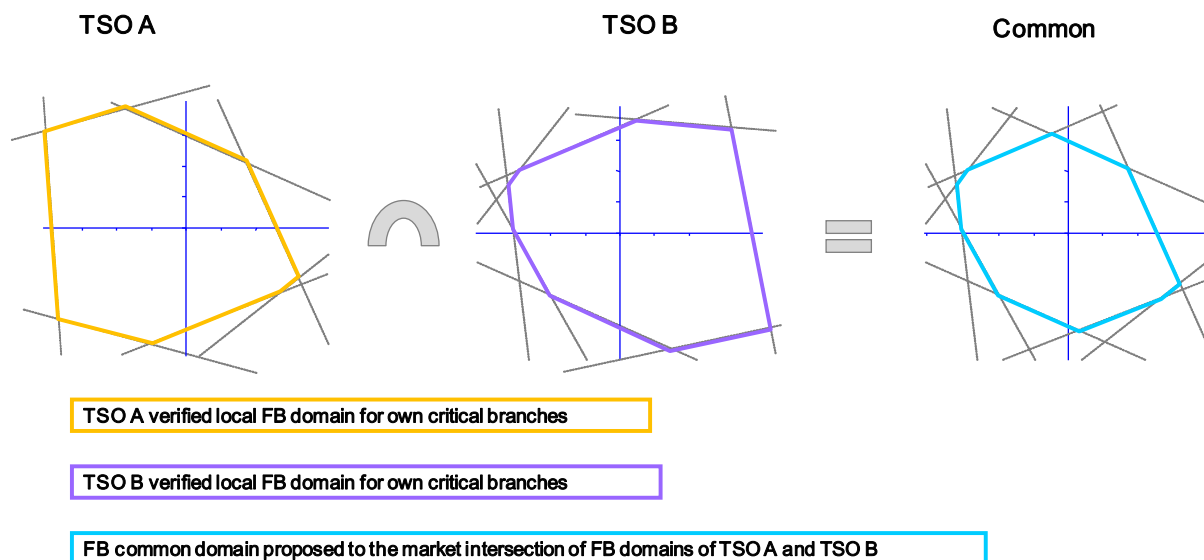 TSO A
TSO B
Common
TSO A verified local FB domain for own critical branches
TSO B verified local FB domain for own critical branches
FB common domain proposed to the market intersection of FB domains of TSO A and TSO B